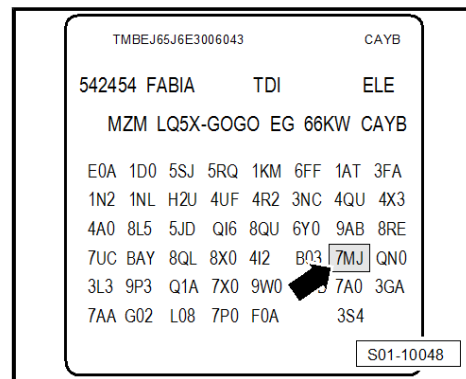 TMBEJ65J6E3006043 CAYB
542454 FABIA TDI ELE
MZM LQ5X-GOGO EG 66KW CAYB
E0A 1D0 5SJ 5RQ 1KM 6FF 1AT 3FA
1N2 1NL H2U 4UF 4R2 3NC 4QU 4X3
4A0 8L5 5JD QI6 8QU 6Y0 9AB 8RE
7UC BAY 8QL 8X0 4I2 B03 7MJ QN0
3L3 9P3 Q1A 7X0 9W0 7A0 3GA
7AA G02 L08 7P0 F0A 3S4
S01-10048